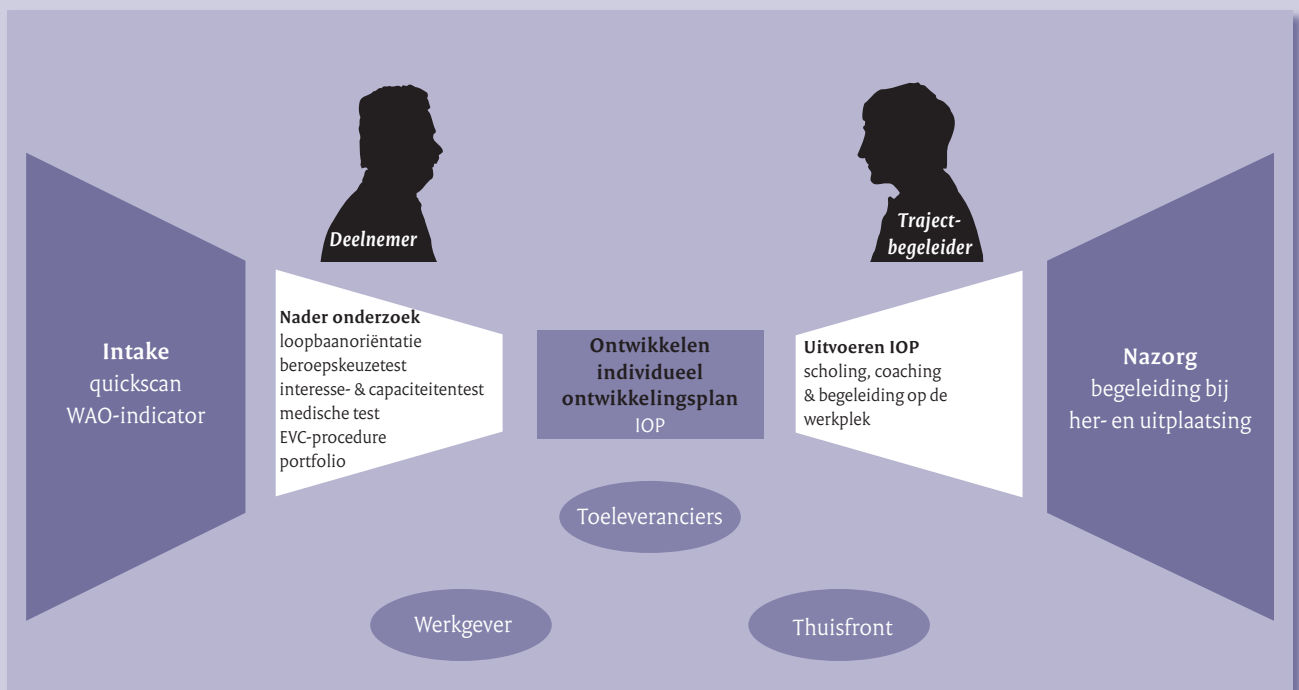 Deelnemer
Traject-
begeleider
Intake
quickscan
WAO-indicator
Nader onderzoek
loopbaanoriëntatie
beroepskeuzetest
interesse- & capaciteitentest
medische test
EVC-procedure
portfolio
Ontwikkelen
individueel
ontwikkelingsplan
IOP
Uitvoeren IOP
scholing, coaching
& begeleiding op de
werkplek
Nazorg
begeleiding bij
her- en uitplaatsing
Toeleveranciers
Werkgever
Thuisfront